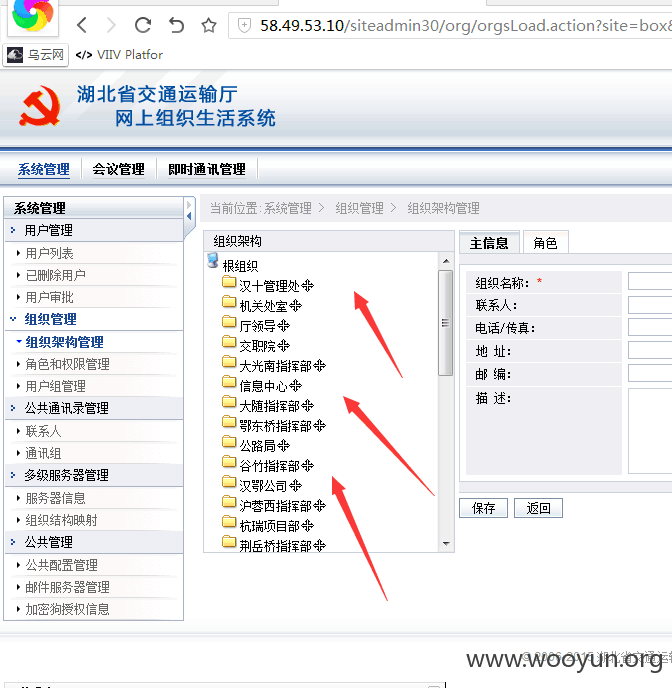 58.49.53.10/siteadmin30/org/orgsLoad.action?site=box&
乌云网
</> VIIV Platfor
湖北省交通运输厅
网上组织生活系统
系统管理
会议管理
即时通讯管理
系统管理
用户管理
用户列表
已删除用户
用户审批
组织管理
组织架构管理
角色和权限管理
用户组管理
公共通讯录管理
联系人
通讯组
多级服务器管理
服务器信息
组织结构映射
公共管理
公共配置管理
邮件服务器管理
加密狗授权信息
当前位置:系统管理 > 组织管理 > 组织架构管理
组织架构
根组织
汉十管理处
机关处室
厅领导
交职院
大光南指挥部
信息中心
大随指挥部
鄂东桥指挥部
公路局
谷竹指挥部
汉鄂公司
沪蓉西指挥部
杭瑞项目部
荆岳桥指挥部
主信息
角色
组织名称: *
联系人:
电话/传真:
地 址:
邮 编:
描 述:
保存
返回
www.wooyun.org